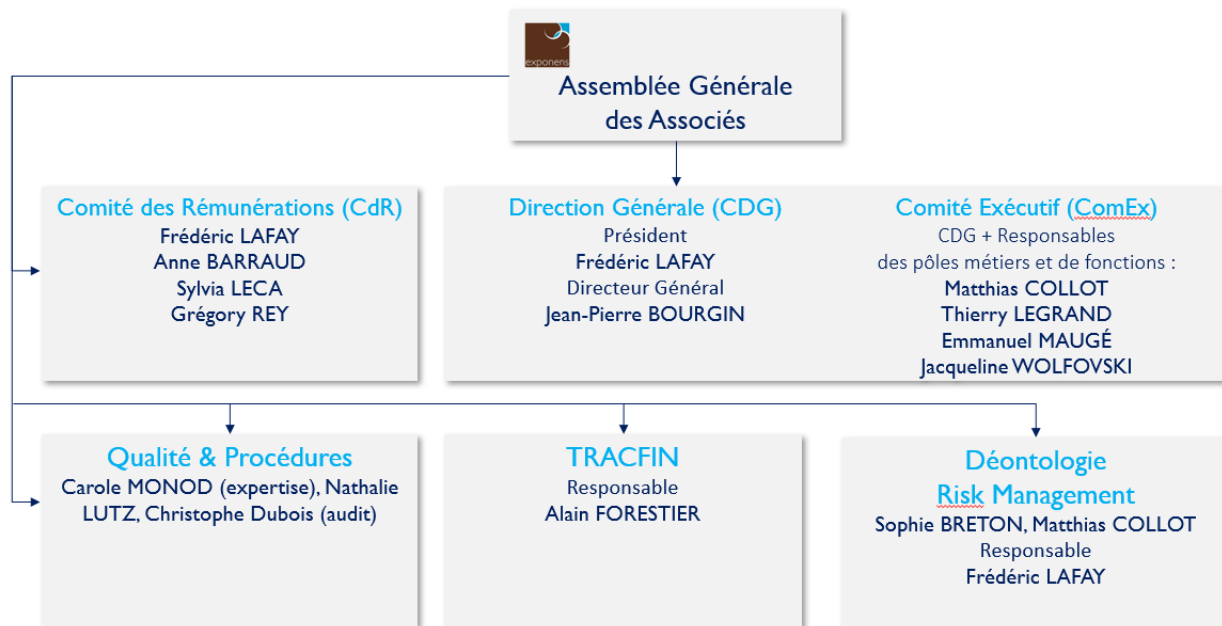 exponens
Assemblée Générale
des Associés
Comité des Rémunérations (CdR)
Frédéric LAFAY
Anne BARRAUD
Sylvia LECA
Grégory REY
Direction Générale (CDG)
Président
Frédéric LAFAY
Directeur Général
Jean-Pierre BOURGIN
Comité Exécutif (ComEx)
CDG + Responsables
des pôles métiers et de fonctions :
Matthias COLLOT
Thierry LEGRAND
Emmanuel MAUGÉ
Jacqueline WOLFOVSKI
Qualité & Procédures
Carole MONOD (expertise), Nathalie
LUTZ, Christophe Dubois (audit)
TRACFIN
Responsable
Alain FORESTIER
Déontologie
Risk Management
Sophie BRETON, Matthias COLLOT
Responsable
Frédéric LAFAY